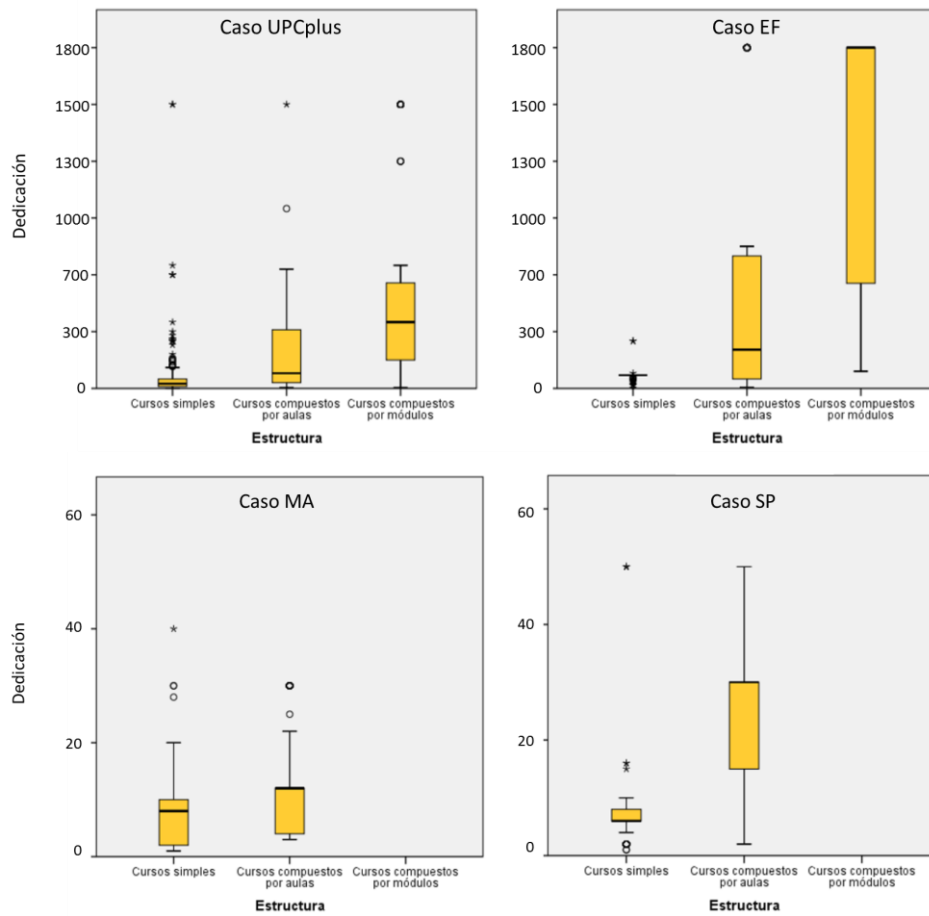 Caso UPCplus
Dedicación
1800
1500
1300
1000
700
300
0
Cursos simples
Cursos compuestos
por aulas
Cursos compuestos
por módulos
Estructura
Caso EF
1800
1500
1300
1000
700
300
0
Cursos simples
Cursos compuestos
por aulas
Cursos compuestos
por módulos
Estructura
Caso MA
Dedicación
60
40
20
0
Cursos simples
Cursos compuestos
por aulas
Cursos compuestos
por módulos
Estructura
Caso SP
60
40
20
0
Cursos simples
Cursos compuestos
por aulas
Cursos compuestos
por módulos
Estructura